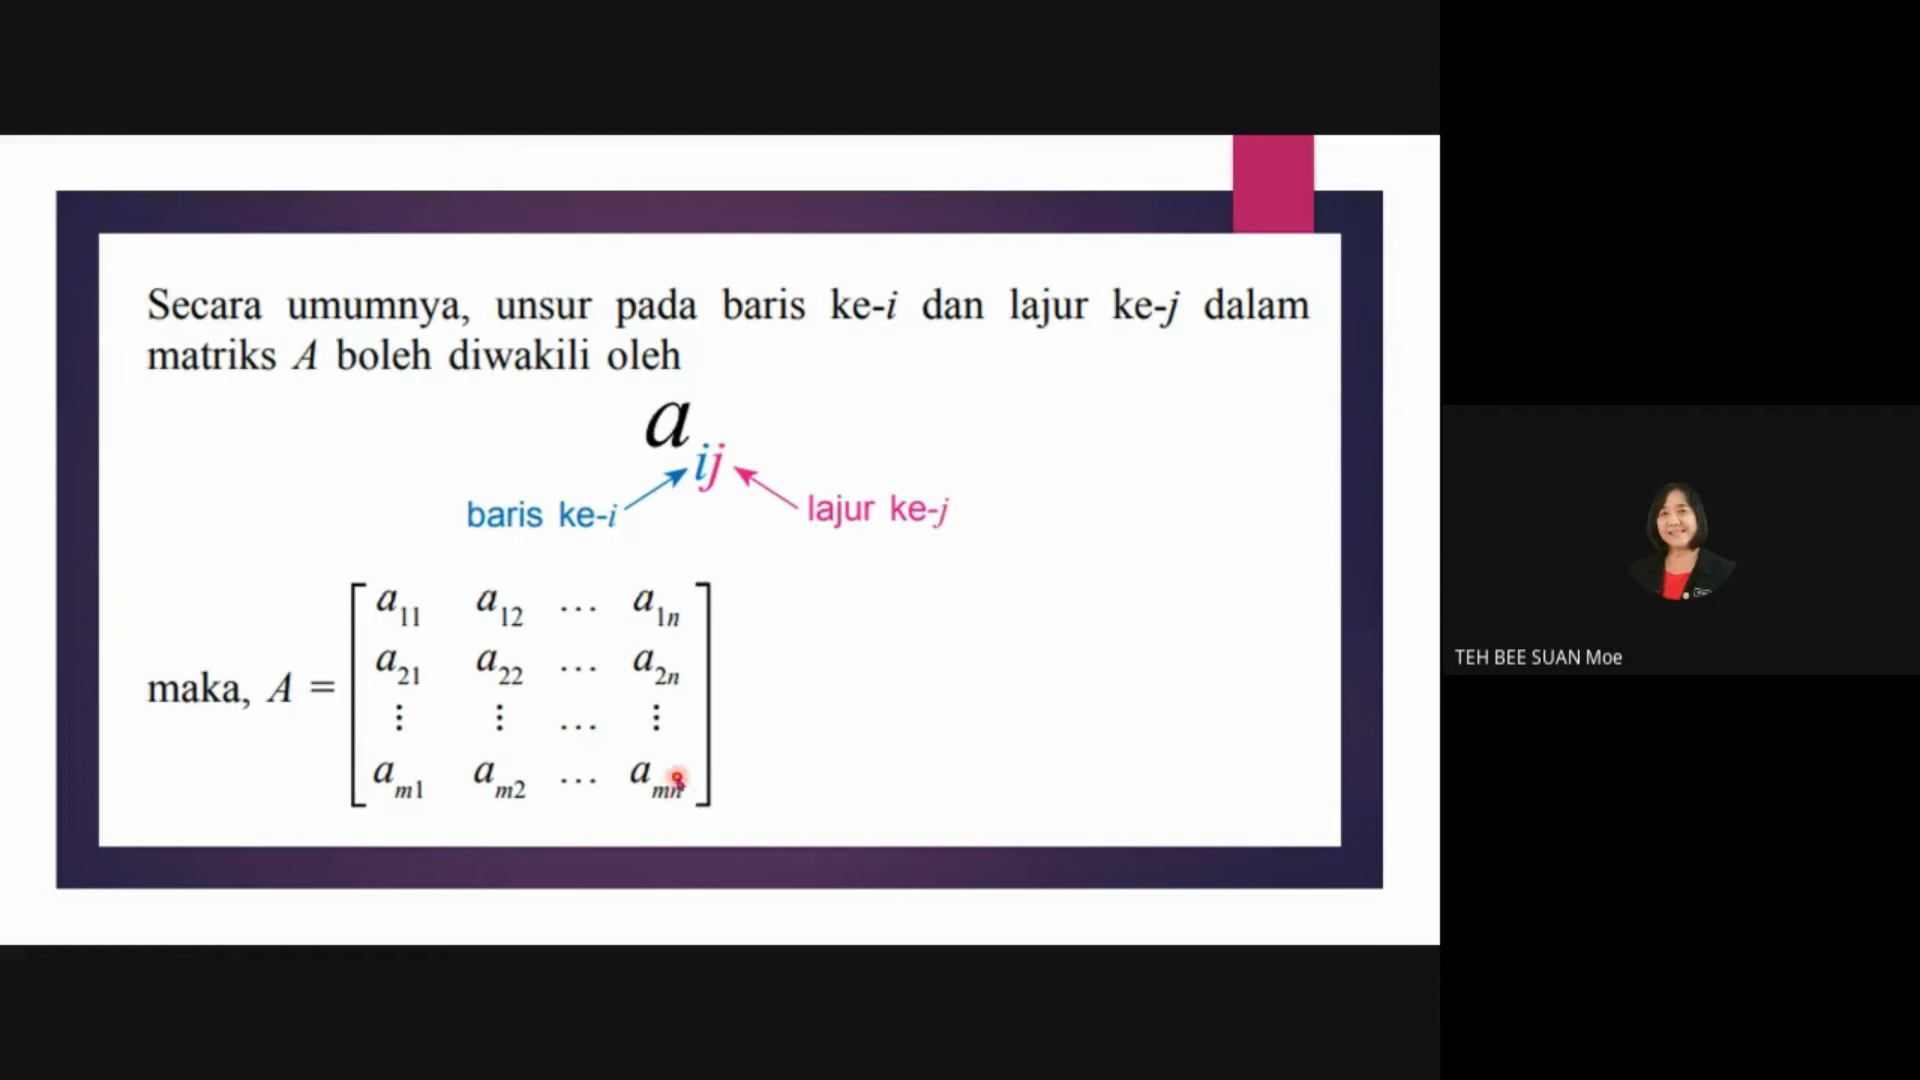 Secara umumnya, unsur pada baris ke-i dan lajur ke-j dalam
matriks A boleh diwakili oleh
a ij
baris ke-i
lajur ke-j
a11 a12 ... a1n
a21 a22 ... a2n
maka, A =
⋮ ⋮ ... ⋮
am1 am2 ... amn
TEH BEE SUAN Moe